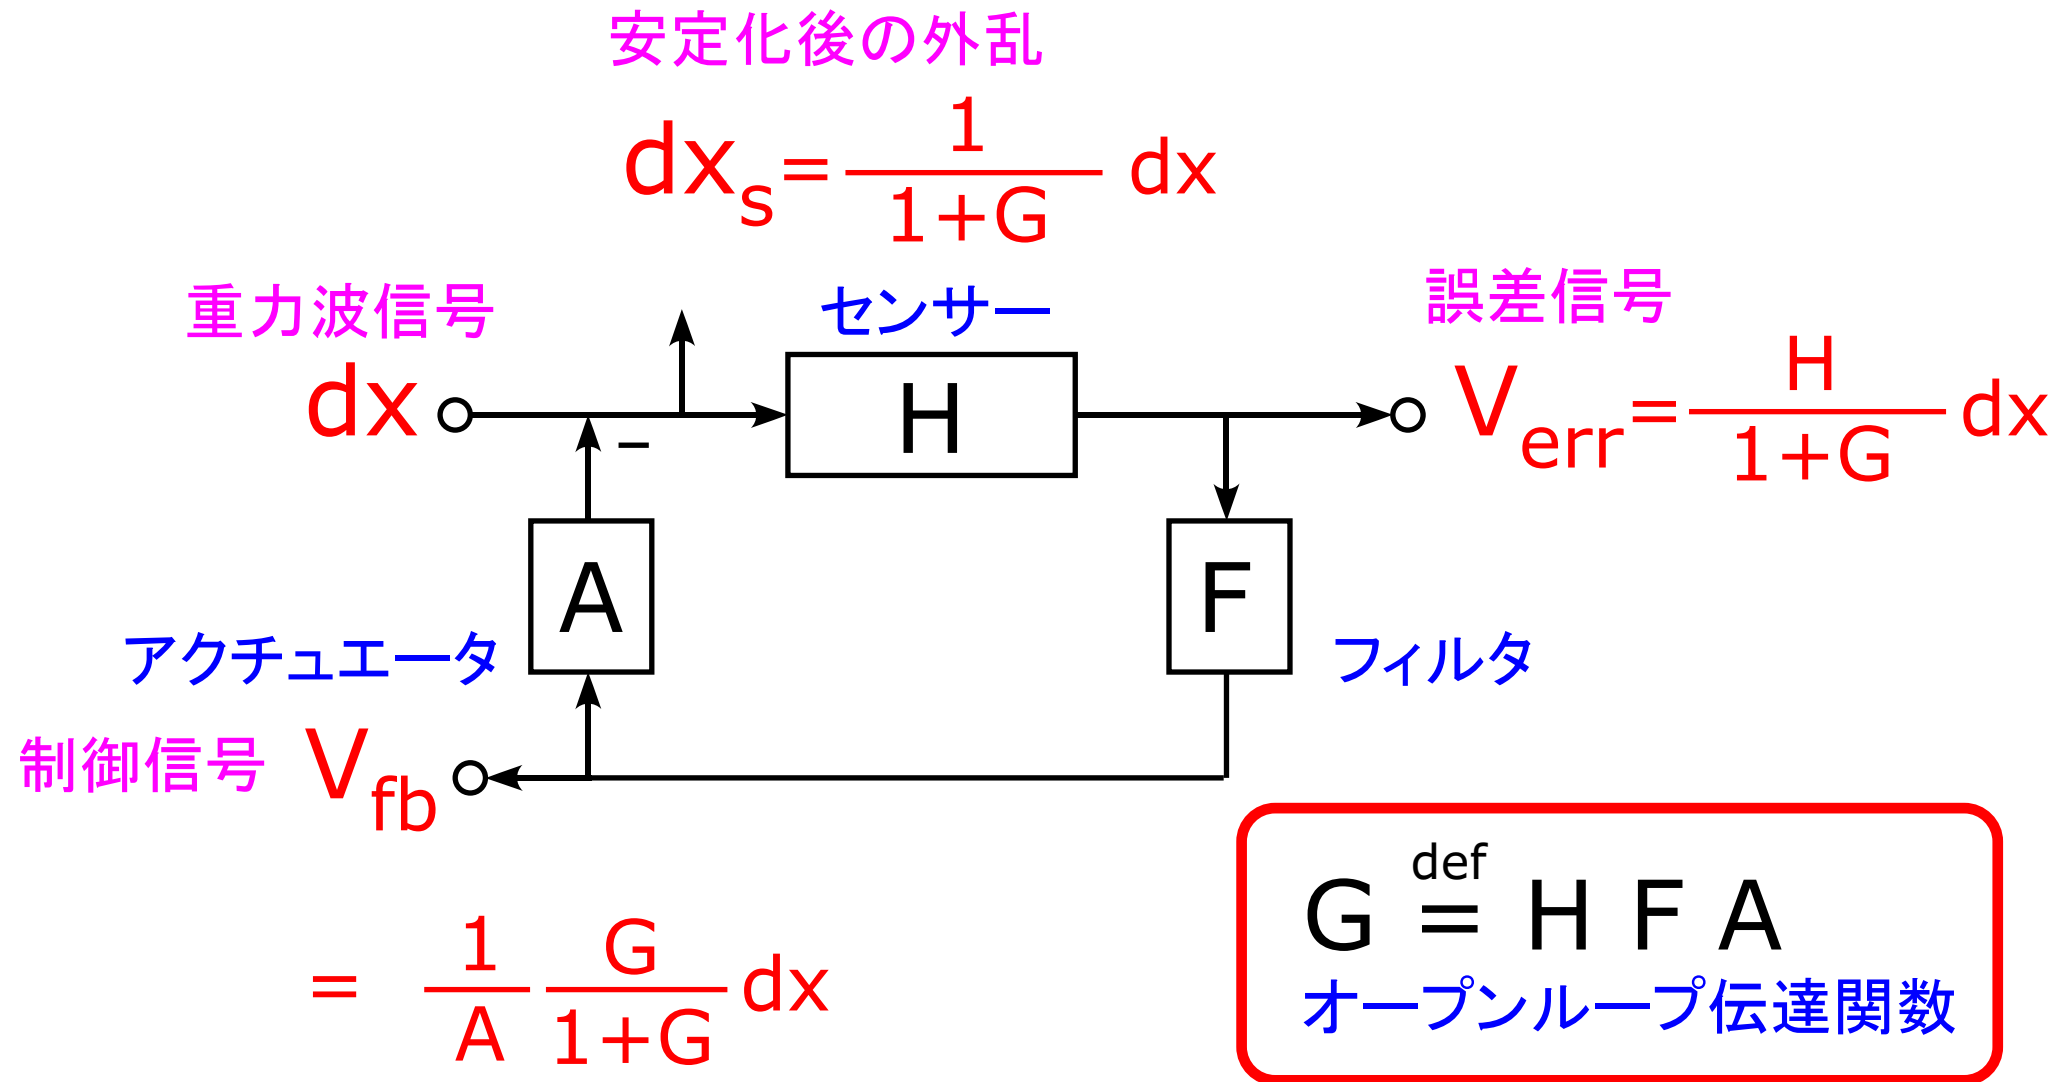 安定化後の外乱
dxs= 1/(1+G) dx
重力波信号
dx
センサー
H
誤差信号
Verr= H/(1+G) dx
−
A
アクチュエータ
F
フィルタ
制御信号
Vfb
= 1/A G/(1+G) dx
def
G = H F A
オープンループ伝達関数